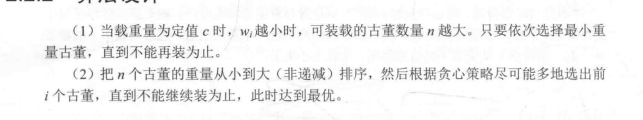 （1）当载重量为定值 c 时，wᵢ 越小时，可装载的古董数量 n 越大。只要依次选择最小重
量古董，直到不能再装为止。
（2）把 n 个古董的重量从小到大（非递减）排序，然后根据贪心策略尽可能多地选出前
i 个古董，直到不能继续装为止，此时达到最优。